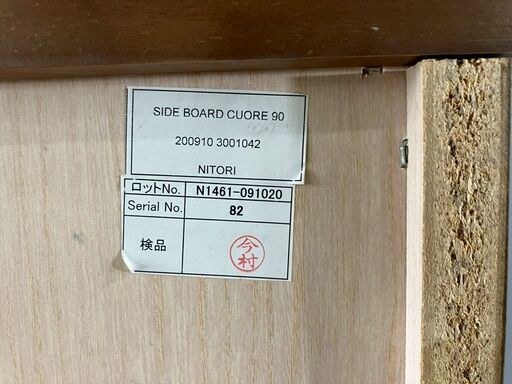 SIDE BOARD CUORE 90
200910 3001042
NITORI
ロットNo. N1461-091020
Serial No. 82
検品 今村